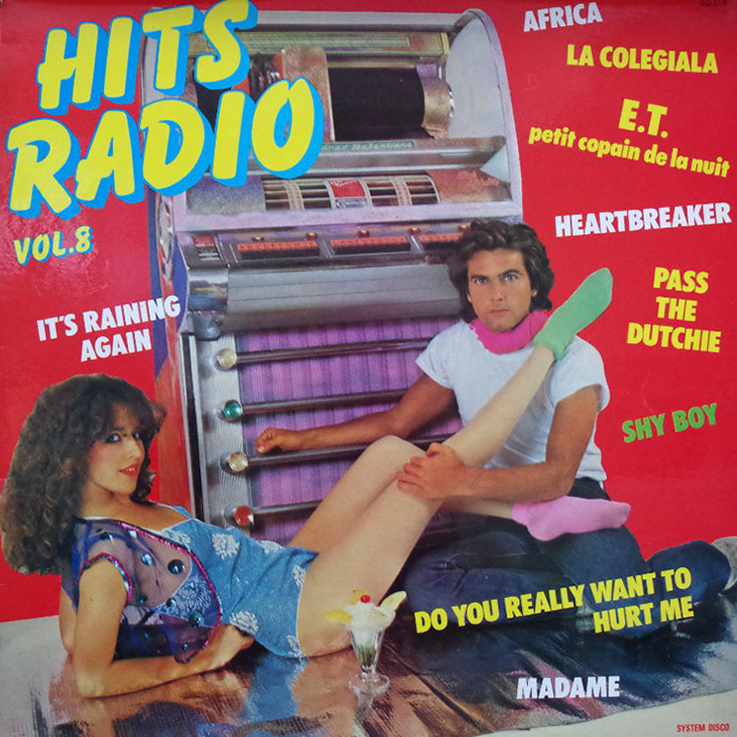 HITS
RADIO
VOL.8
AFRICA
LA COLEGIALA
E.T.
petit copain de la nuit
HEARTBREAKER
PASS
THE
DUTCHIE
IT'S RAINING
AGAIN
SHY BOY
DO YOU REALLY WANT TO
HURT ME
MADAME
SYSTEM DISCO